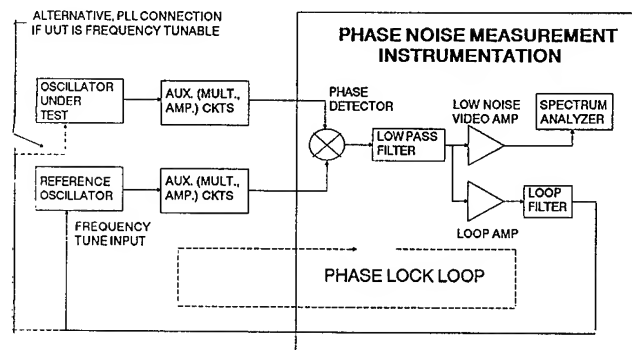 ALTERNATIVE, PLL CONNECTION
IF UUT IS FREQUENCY TUNABLE
PHASE NOISE MEASUREMENT
INSTRUMENTATION
OSCILLATOR
UNDER
TEST
AUX. (MULT.,
AMP.) CKTS
PHASE
DETECTOR
LOW NOISE
VIDEO AMP
SPECTRUM
ANALYZER
LOW PASS
FILTER
REFERENCE
OSCILLATOR
AUX. (MULT.,
AMP.) CKTS
LOOP
FILTER
FREQUENCY
TUNE INPUT
LOOP AMP
PHASE LOCK LOOP